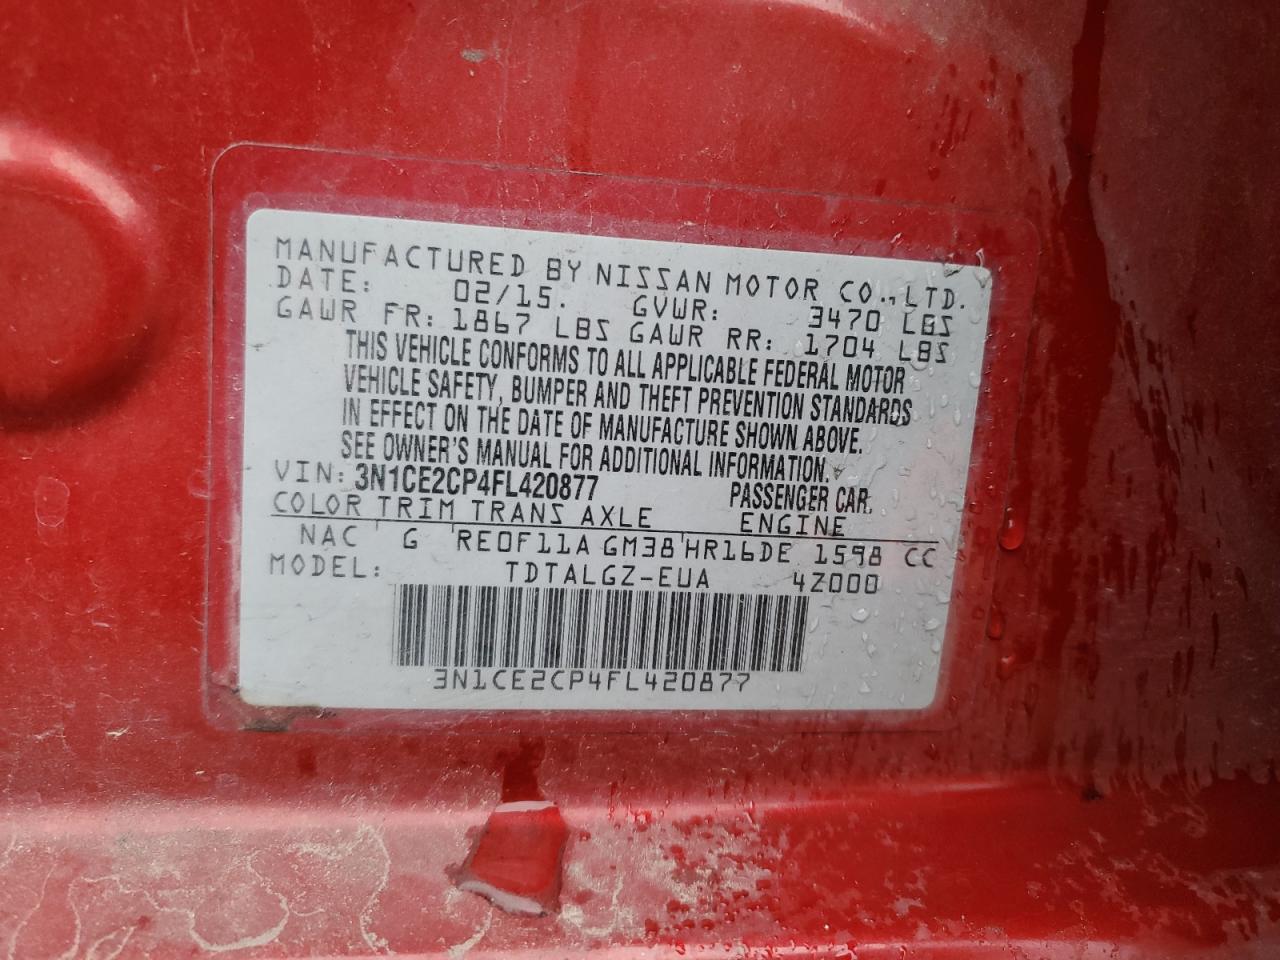 MANUFACTURED BY NISSAN MOTOR CO., LTD.
DATE: 02/15. GVWR: 3470 LBS
GAWR FR: 1867 LBS GAWR RR: 1704 LBS
THIS VEHICLE CONFORMS TO ALL APPLICABLE FEDERAL MOTOR
VEHICLE SAFETY, BUMPER AND THEFT PREVENTION STANDARDS
IN EFFECT ON THE DATE OF MANUFACTURE SHOWN ABOVE.
SEE OWNER'S MANUAL FOR ADDITIONAL INFORMATION.
VIN: 3N1CE2CP4FL420877 PASSENGER CAR.
COLOR TRIM TRANS AXLE ENGINE
NAC G RE0F11A GM38 HR16DE 1598 CC
MODEL: TDTALGZ-EUA 4Z000
3N1CE2CP4FL420877